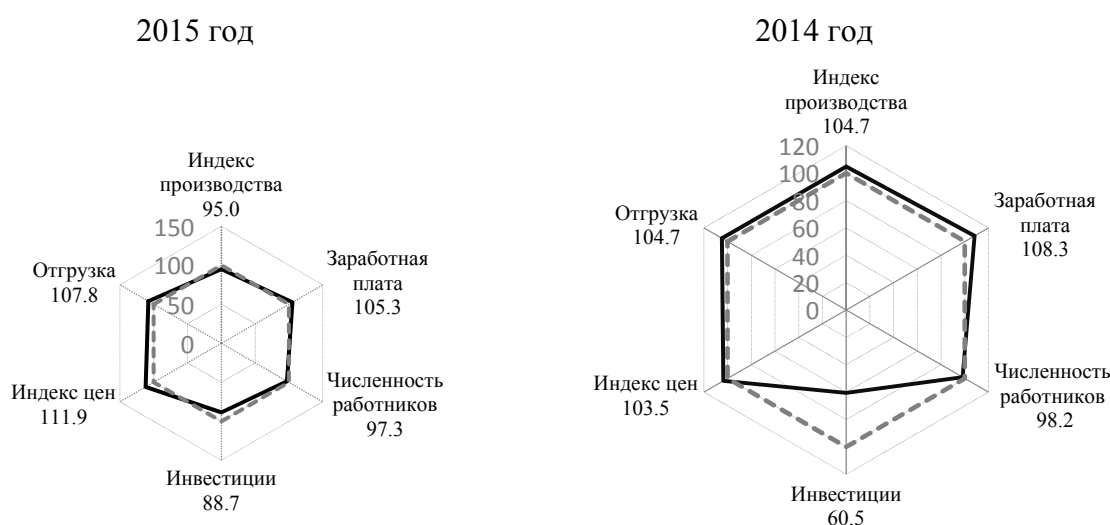 2015 год
Индекс
производства
95.0
150
100
50
0
Заработная
плата
105.3
Численность
работников
97.3
Инвестиции
88.7
Индекс цен
111.9
Отгрузка
107.8
2014 год
Индекс
производства
104.7
120
100
80
60
40
20
0
Заработная
плата
108.3
Численность
работников
98.2
Инвестиции
60.5
Индекс цен
103.5
Отгрузка
104.7